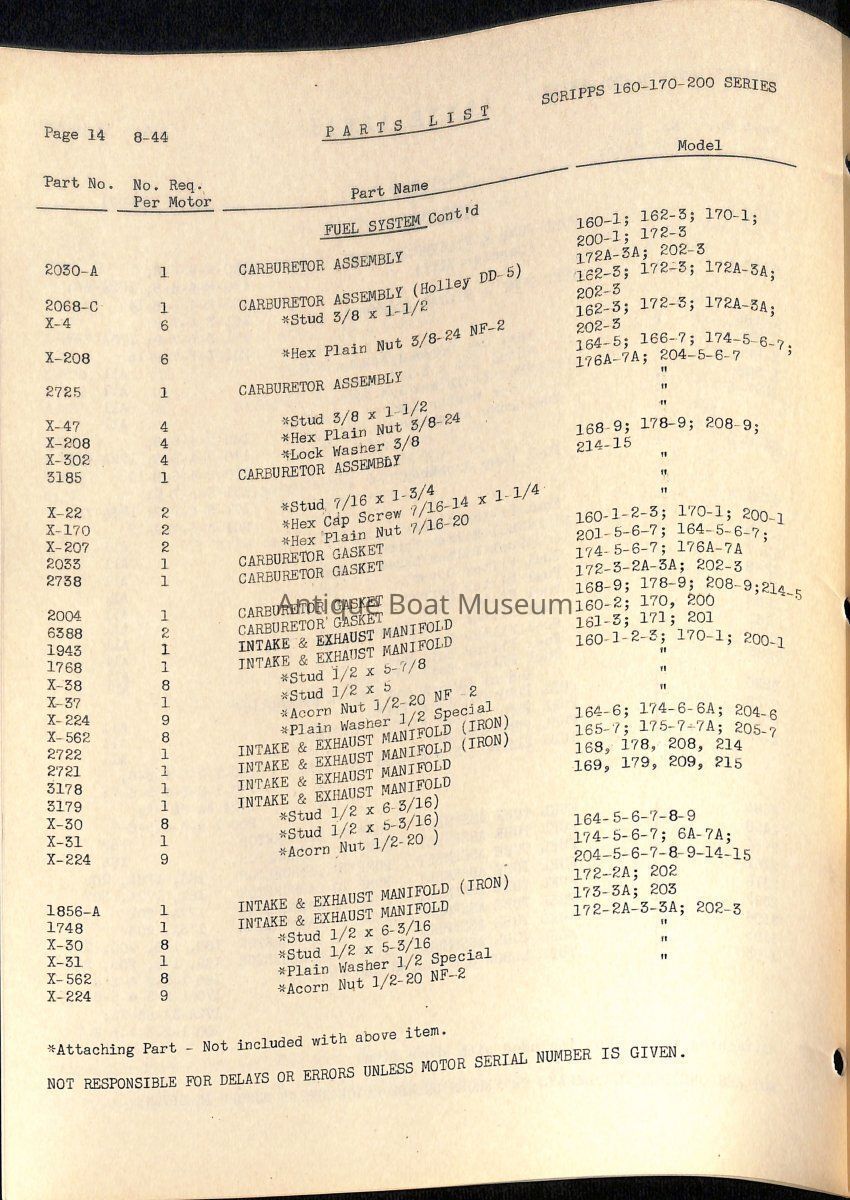 SCRIPPS 160-170-200 SERIES
Page 14 8-44 PARTS LIST
Model
Part No. No. Req. Part Name
Per Motor
FUEL SYSTEM Cont'd
2030-A 1 CARBURETOR ASSEMBLY 160-1; 162-3; 170-1;
200-1; 172-3
2068-C 1 CARBURETOR ASSEMBLY (Holley DD-5) 172A-3A; 202-3
X-4 6 *Stud 3/8 x 1-1/2 162-3; 172-3; 172A-3A;
202-3
X-208 6 *Hex Plain Nut 3/8-24 NF-2 162-3; 172-3; 172A-3A;
202-3
2725 1 CARBURETOR ASSEMBLY 164-5; 166-7; 174-5-6-7;
176A-7A; 204-5-6-7 ;
X-47 4 *Stud 3/8 x 1-1/2 "
X-208 4 *Hex Plain Nut 3/8-24 "
X-302 4 *Lock Washer 3/8 "
3185 1 CARBURETOR ASSEMBLY 168-9; 178-9; 208-9;
214-15
X-22 2 *Stud 7/16 x 1-3/4 "
X-170 2 *Hex Cap Screw 7/16-14 x 1-1/4 "
X-207 2 *Hex Plain Nut 7/16-20 "
2033 1 CARBURETOR GASKET 160-1-2-3; 170-1; 200-1
2738 1 CARBURETOR GASKET 201-5-6-7; 164-5-6-7;
174-5-6-7; 176A-7A
2004 1 CARBURETOR GASKET 172-3-2A-3A; 202-3
6388 2 CARBURETOR GASKET 168-9; 178-9; 208-9;214-5
Antique Boat Museum
1943 1 INTAKE & EXHAUST MANIFOLD 160-2; 170, 200
1768 1 INTAKE & EXHAUST MANIFOLD 161-3; 171; 201
X-38 8 *Stud 1/2 x 5-7/8 160-1-2-3; 170-1; 200-1
X-37 1 *Stud 1/2 x 5 "
X-224 9 *Acorn Nut 1/2-20 NF -2 "
X-562 8 *Plain Washer 1/2 Special "
2722 1 INTAKE & EXHAUST MANIFOLD (IRON) 164-6; 174-6-6A; 204-6
2721 1 INTAKE & EXHAUST MANIFOLD (IRON) 165-7; 175-7-7A; 205-7
3178 1 INTAKE & EXHAUST MANIFOLD 168, 178, 208, 214
3179 1 INTAKE & EXHAUST MANIFOLD 169, 179, 209, 215
X-30 8 *Stud 1/2 x 6-3/16) 164-5-6-7-8-9
X-31 1 *Stud 1/2 x 5-3/16) 174-5-6-7; 6A-7A;
X-224 9 *Acorn Nut 1/2-20 ) 204-5-6-7-8-9-14-15
1856-A 1 INTAKE & EXHAUST MANIFOLD (IRON) 172-2A; 202
1748 1 INTAKE & EXHAUST MANIFOLD 173-3A; 203
X-30 8 *Stud 1/2 x 6-3/16 172-2A-3-3A; 202-3
X-31 1 *Stud 1/2 x 5-3/16 "
X-562 8 *Plain Washer 1/2 Special "
X-224 9 *Acorn Nut 1/2-20 NF-2 "
*Attaching Part - Not included with above item.
NOT RESPONSIBLE FOR DELAYS OR ERRORS UNLESS MOTOR SERIAL NUMBER IS GIVEN.